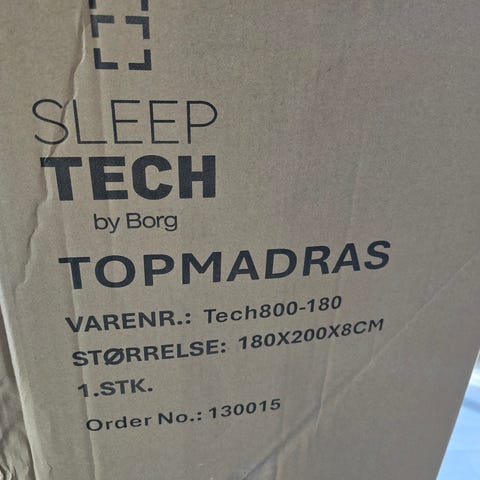 SLEEP
TECH
by Borg
TOPMADRAS
VARENR.: Tech800-180
STØRRELSE: 180X200X8CM
1.STK.
Order No.: 130015